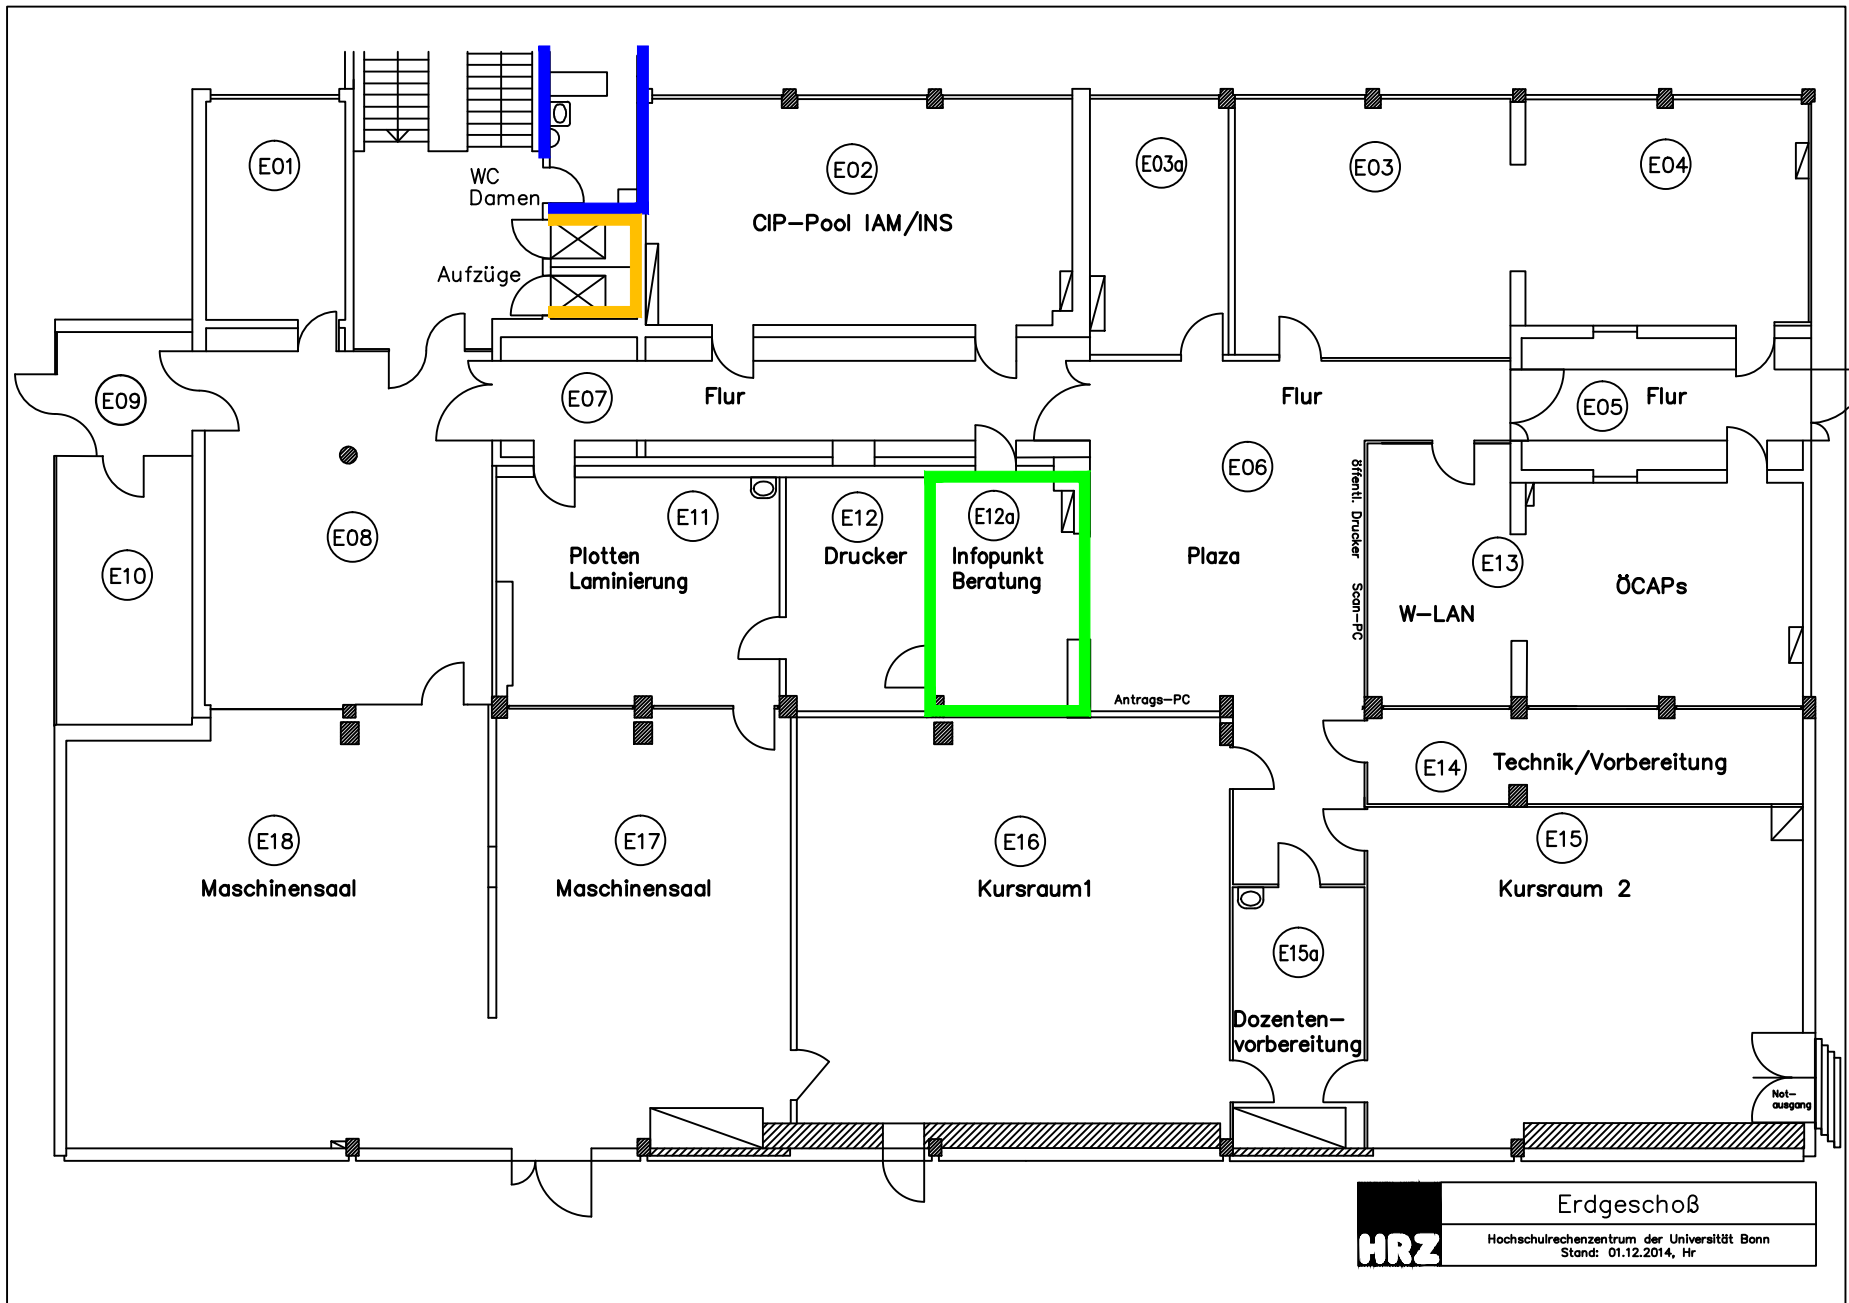 E01
WC
Damen
Aufzüge
E02
CIP-Pool IAM/INS
E03a
E03
E04
E09
E07
Flur
Flur
E05
Flur
E10
E08
E11
Plotten
Laminierung
E12
Drucker
E12a
Infopunkt
Beratung
E06
Plaza
Antrags-PC
öffentl. Drucker Scan-PC
E13
W-LAN
ÖCAPs
E14
Technik/Vorbereitung
E18
Maschinensaal
E17
Maschinensaal
E16
Kursraum1
E15
Kursraum 2
E15a
Dozenten-
vorbereitung
Not-
ausgang
HRZ
Erdgeschoß
Hochschulrechenzentrum der Universität Bonn
Stand: 01.12.2014, Hr